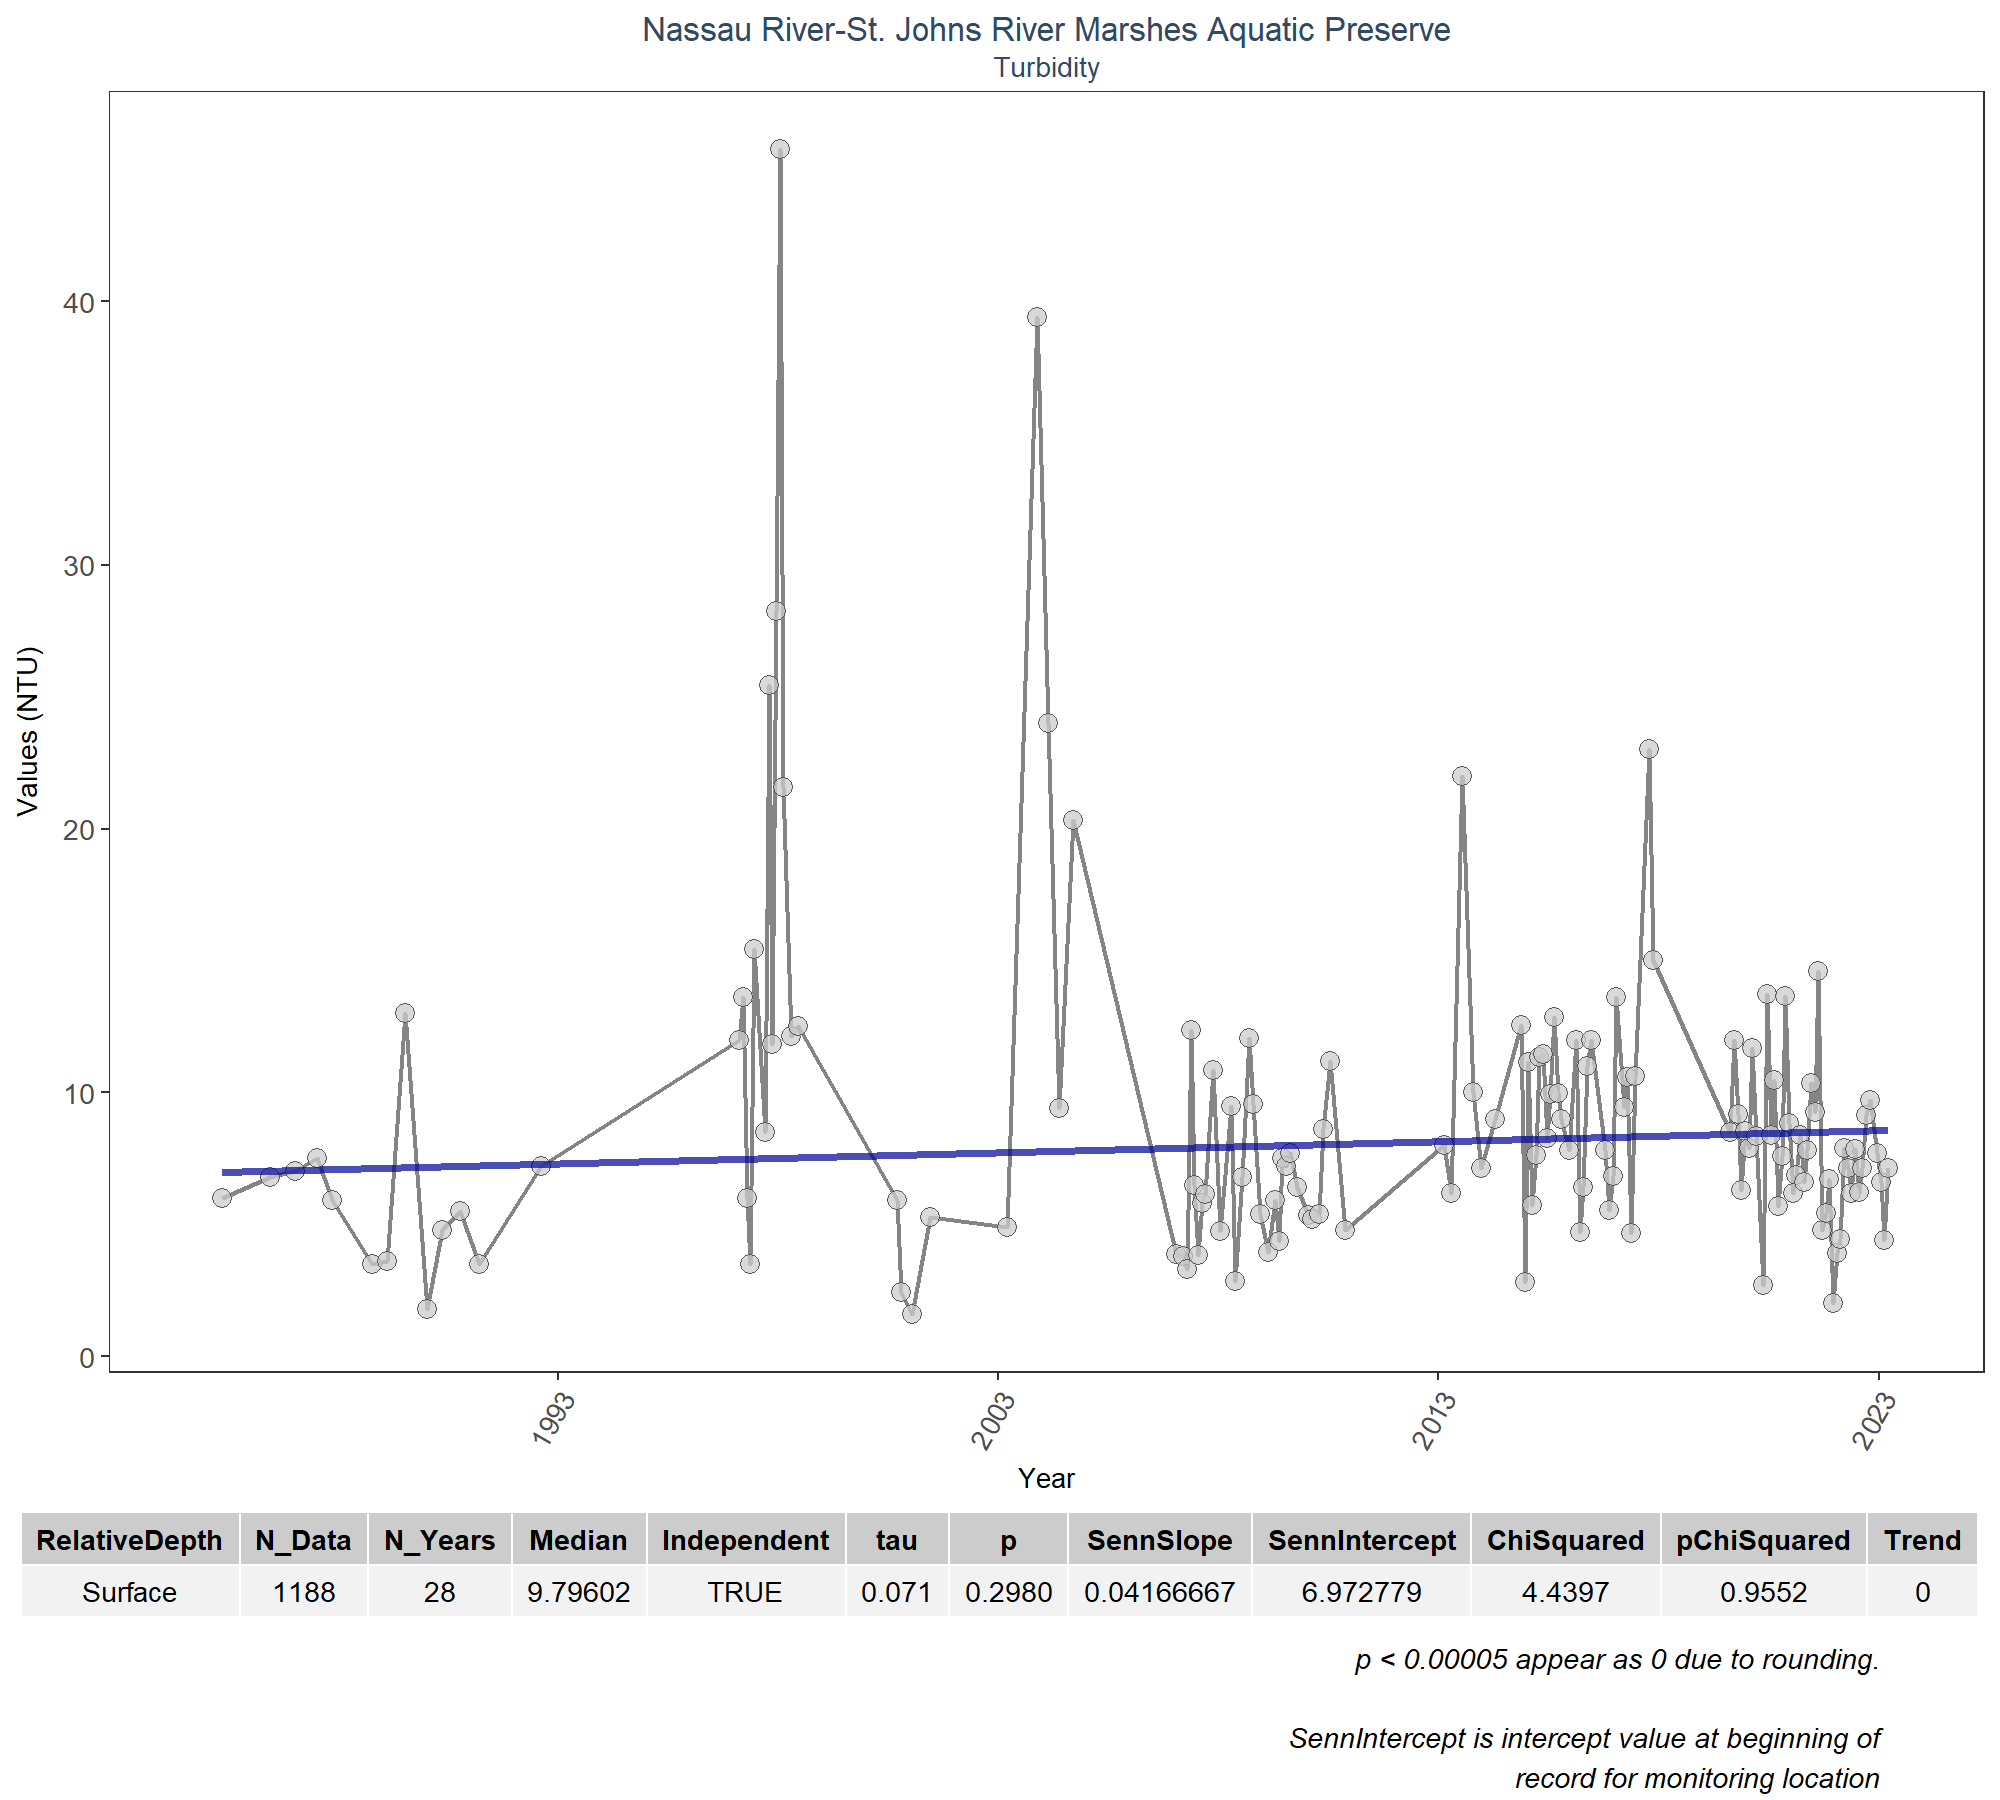 Nassau River-St. Johns River Marshes Aquatic Preserve
Turbidity
Values (NTU)
40
30
20
10
0
1993
2003
2013
2023
Year
RelativeDepth N_Data N_Years Median Independent tau p SennSlope SennIntercept ChiSquared pChiSquared Trend
Surface 1188 28 9.79602 TRUE 0.071 0.2980 0.04166667 6.972779 4.4397 0.9552 0
p < 0.00005 appear as 0 due to rounding.
SennIntercept is intercept value at beginning of
record for monitoring location